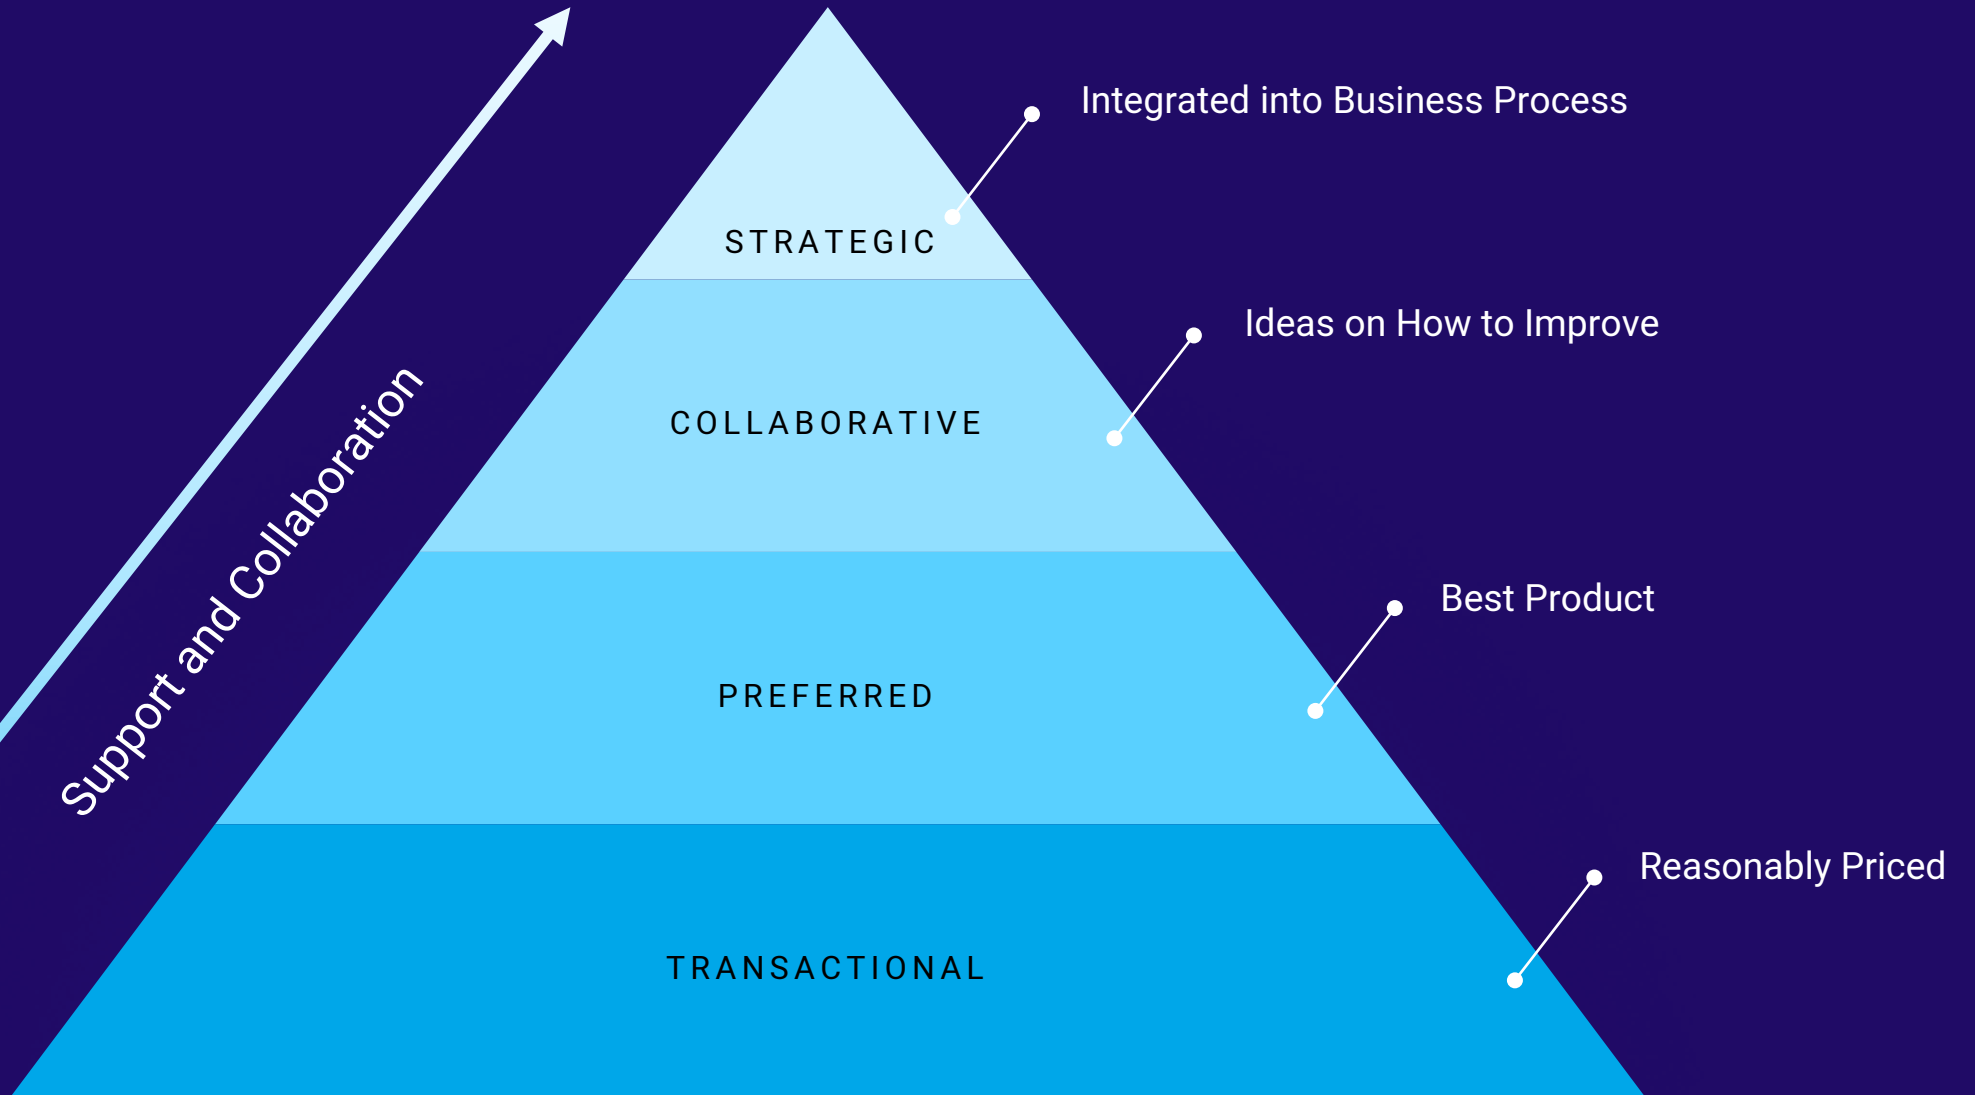 Integrated into Business Process
STRATEGIC
Ideas on How to Improve
COLLABORATIVE
Support and Collaboration
Best Product
PREFERRED
Reasonably Priced
TRANSACTIONAL